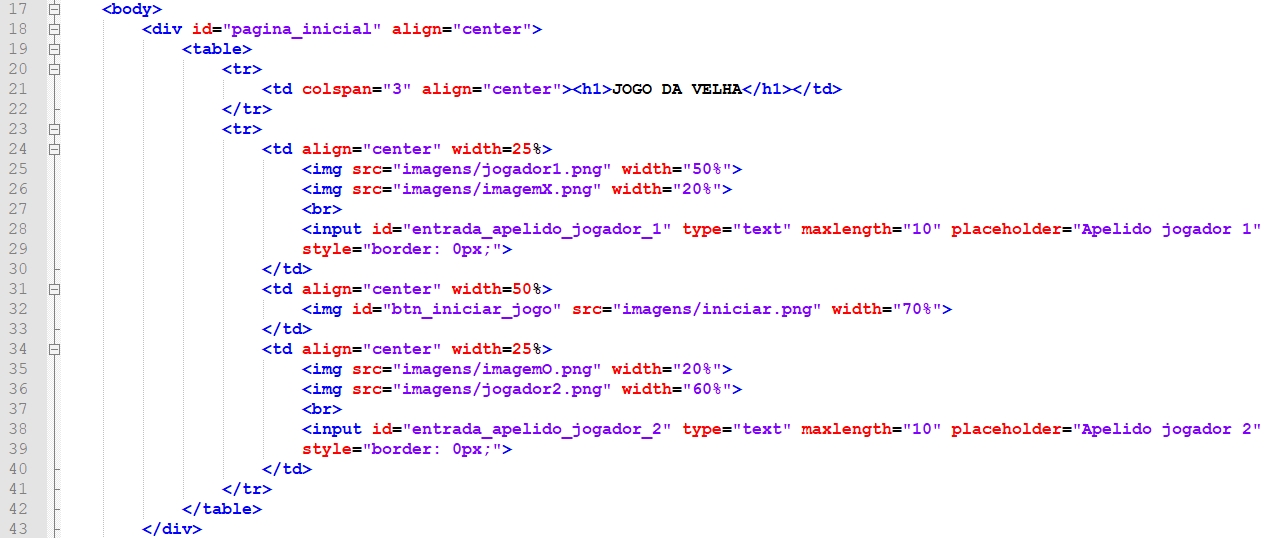 17 <body>
18 <div id="pagina_inicial" align="center">
19 <table>
20 <tr>
21 <td colspan="3" align="center"><h1>JOGO DA VELHA</h1></td>
22 </tr>
23 <tr>
24 <td align="center" width=25%>
25 <img src="imagens/jogador1.png" width="50%">
26 <img src="imagens/imagemX.png" width="20%">
27 <br>
28 <input id="entrada_apelido_jogador_1" type="text" maxlength="10" placeholder="Apelido jogador 1"
29 style="border: 0px;">
30 </td>
31 <td align="center" width=50%>
32 <img id="btn_iniciar_jogo" src="imagens/iniciar.png" width="70%">
33 </td>
34 <td align="center" width=25%>
35 <img src="imagens/imagemO.png" width="20%">
36 <img src="imagens/jogador2.png" width="60%">
37 <br>
38 <input id="entrada_apelido_jogador_2" type="text" maxlength="10" placeholder="Apelido jogador 2"
39 style="border: 0px;">
40 </td>
41 </tr>
42 </table>
43 </div>